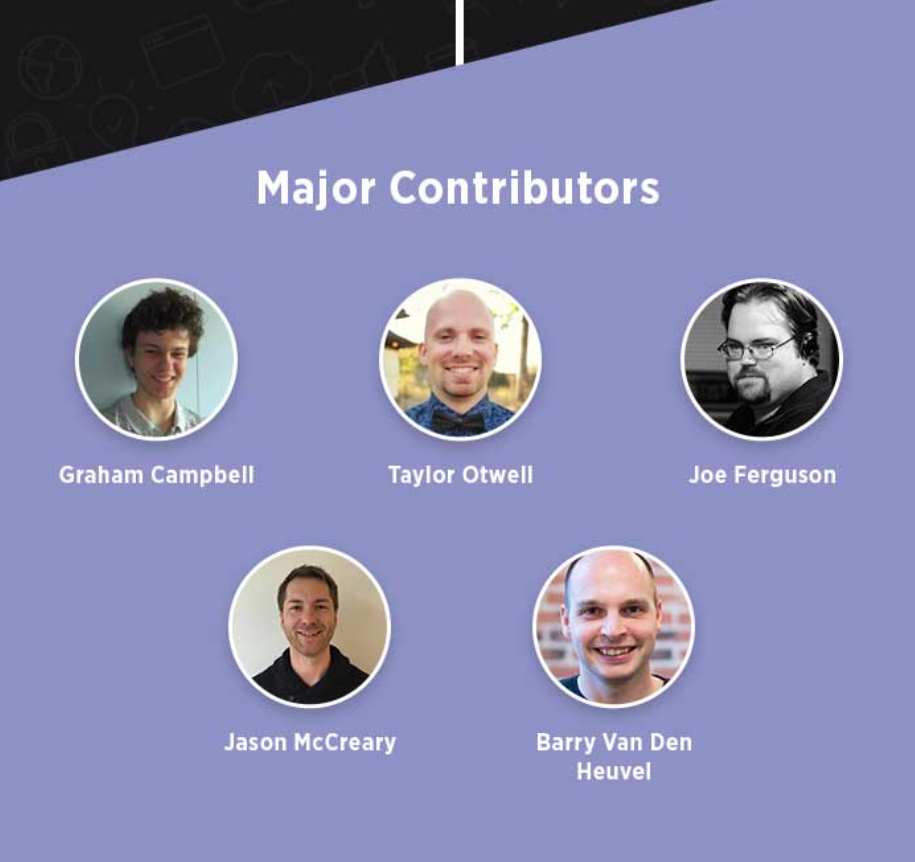 Major Contributors
Graham Campbell
Taylor Otwell
Joe Ferguson
Jason McCreary
Barry Van Den
Heuvel